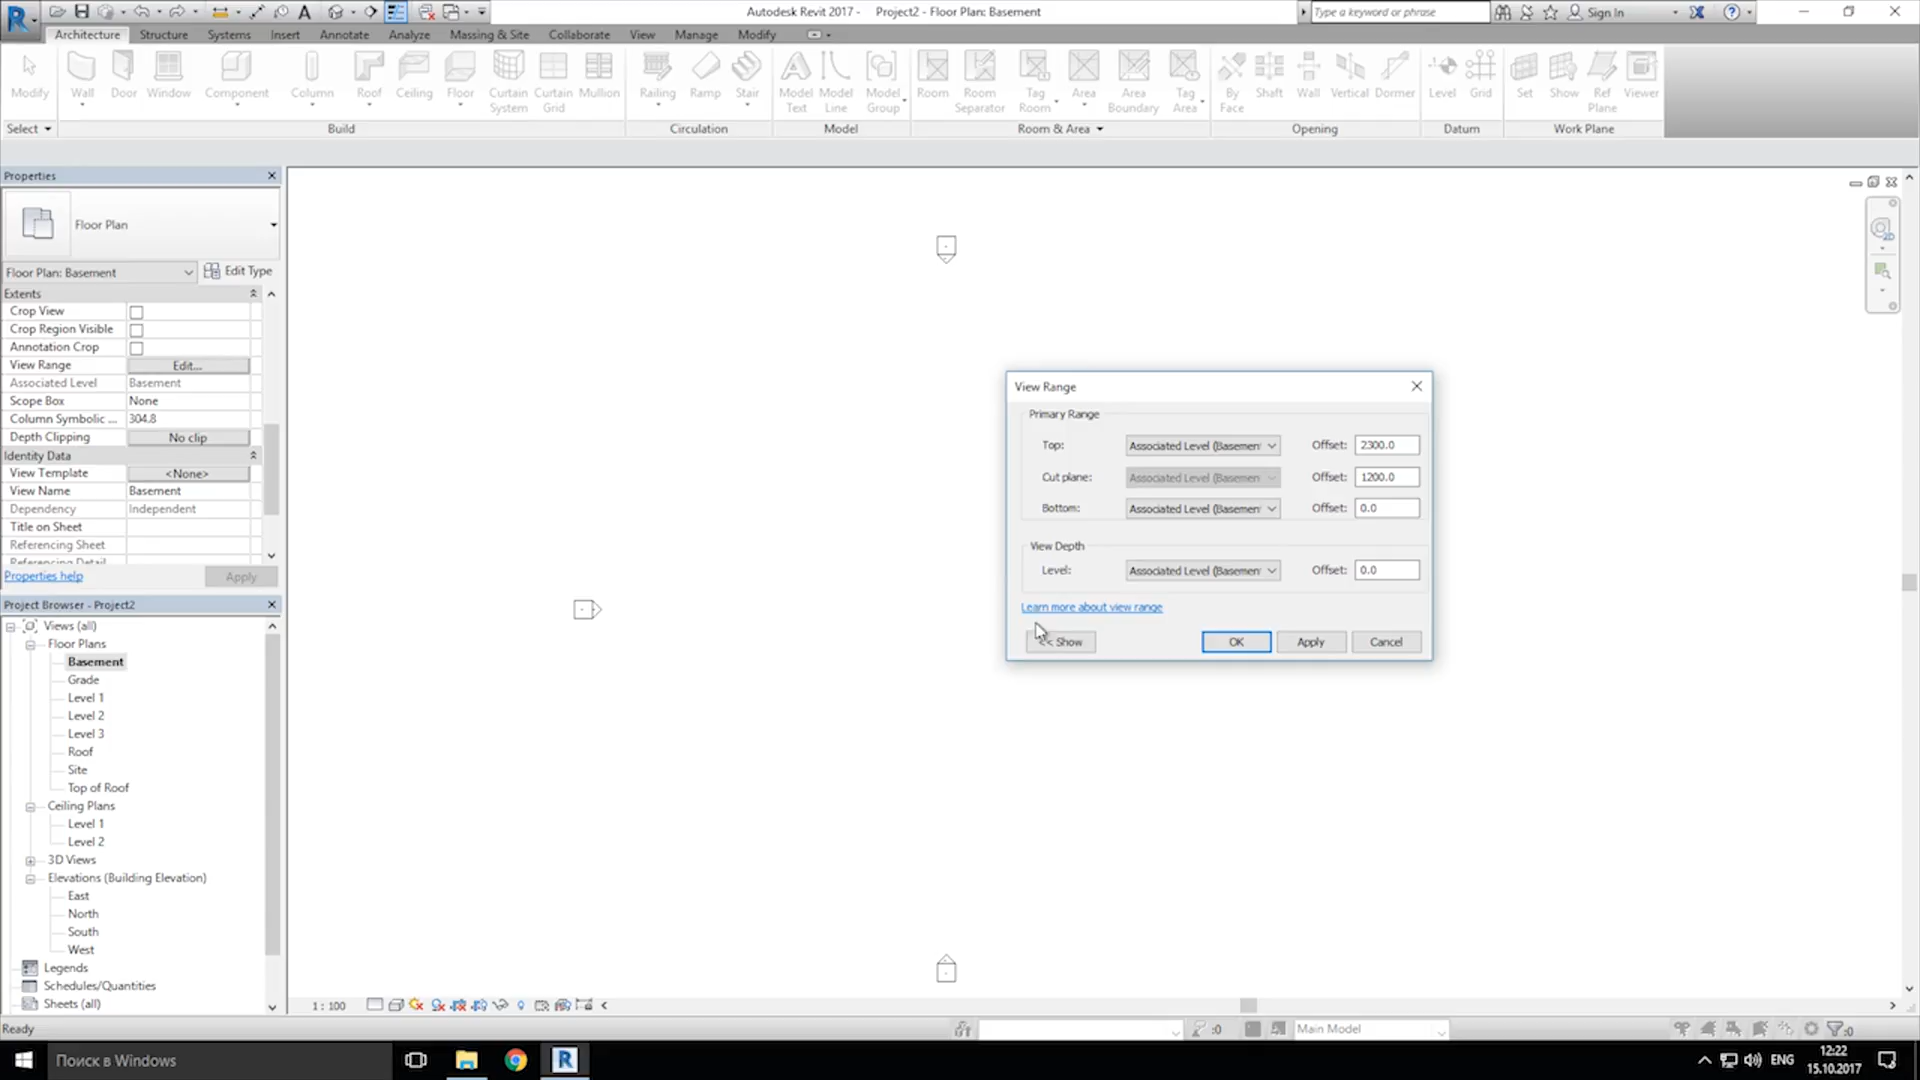 Autodesk Revit 2017 - Project2 - Floor Plan: Basement
Type a keyword or phrase
Sign In
Architecture Structure Systems Insert Annotate Analyze Massing & Site Collaborate View Manage Modify
Modify
Wall
Door
Window
Component
Column
Roof
Ceiling
Floor
Curtain System
Curtain Grid
Mullion
Railing
Ramp
Stair
Model Text
Model Line
Model Group
Room
Room Separator
Tag Room
Area
Area Boundary
Tag Area
By Face
Shaft
Wall
Vertical
Dormer
Level
Grid
Set
Show
Ref Plane
Viewer
Select
Build
Circulation
Model
Room & Area
Opening
Datum
Work Plane
Properties
Floor Plan
Floor Plan: Basement
Edit Type
Extents
Crop View
Crop Region Visible
Annotation Crop
View Range Edit...
Associated Level Basement
Scope Box None
Column Symbolic ... 304.8
Depth Clipping No clip
Identity Data
View Template <None>
View Name Basement
Dependency Independent
Title on Sheet
Referencing Sheet
Referencing Detail
Properties help
Apply
Project Browser - Project2
Views (all)
Floor Plans
Basement
Grade
Level 1
Level 2
Level 3
Roof
Site
Top of Roof
Ceiling Plans
Level 1
Level 2
3D Views
Elevations (Building Elevation)
East
North
South
West
Legends
Schedules/Quantities
Sheets (all)
View Range
Primary Range
Top: Associated Level (Basemen Offset: 2300.0
Cut plane: Associated Level (Basemen Offset: 1200.0
Bottom: Associated Level (Basemen Offset: 0.0
View Depth
Level: Associated Level (Basemen Offset: 0.0
Learn more about view range
<< Show
OK
Apply
Cancel
1 : 100
Ready
:0
Main Model
:0
Поиск в Windows
ENG
12:22
15.10.2017